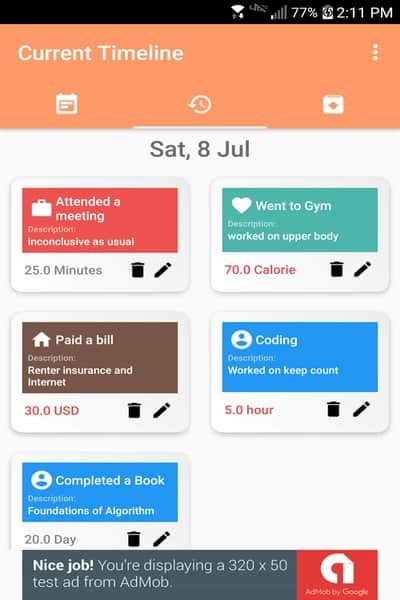 77% 2:11 PM
Current Timeline
Sat, 8 Jul
Attended a
meeting
Description:
inconclusive as usual
25.0 Minutes
Went to Gym
Description:
worked on upper body
70.0 Calorie
Paid a bill
Description:
Renter insurance and
Internet
30.0 USD
Coding
Description:
Worked on keep count
5.0 hour
Completed a Book
Description:
Foundations of Algorithm
20.0 Day
Nice job! You're displaying a 320 x 50
test ad from AdMob.
AdMob by Google